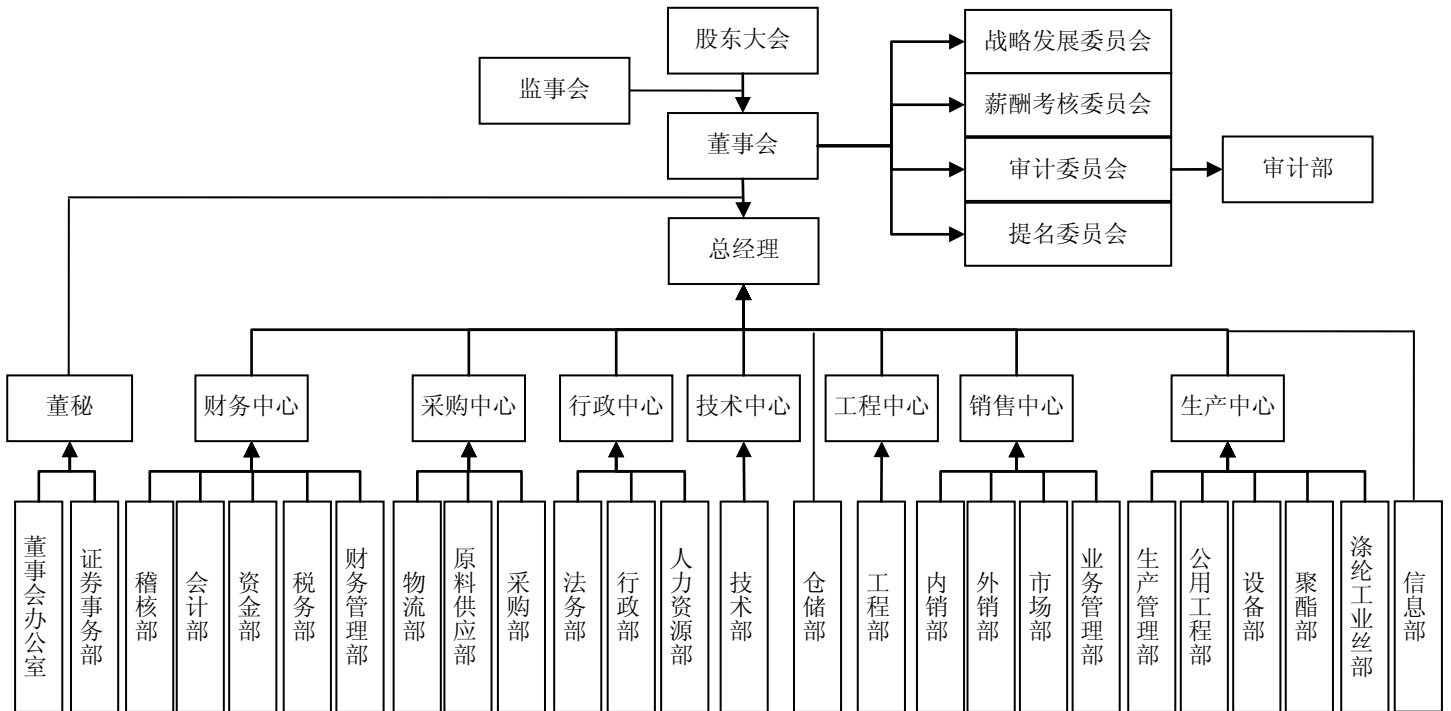 股东大会
监事会
董事会
总经理
战略发展委员会
薪酬考核委员会
审计委员会
提名委员会
审计部
董秘
财务中心
采购中心
行政中心
技术中心
工程中心
销售中心
生产中心
董事会办公室
证券事务部
稽核部
会计部
资金部
税务部
财务管理部
物流部
原料供应部
采购部
法务部
行政部
人力资源部
技术部
仓储部
工程部
内销部
外销部
市场部
业务管理部
生产管理部
公用工程部
设备部
聚酯部
涤纶工业丝部
信息部